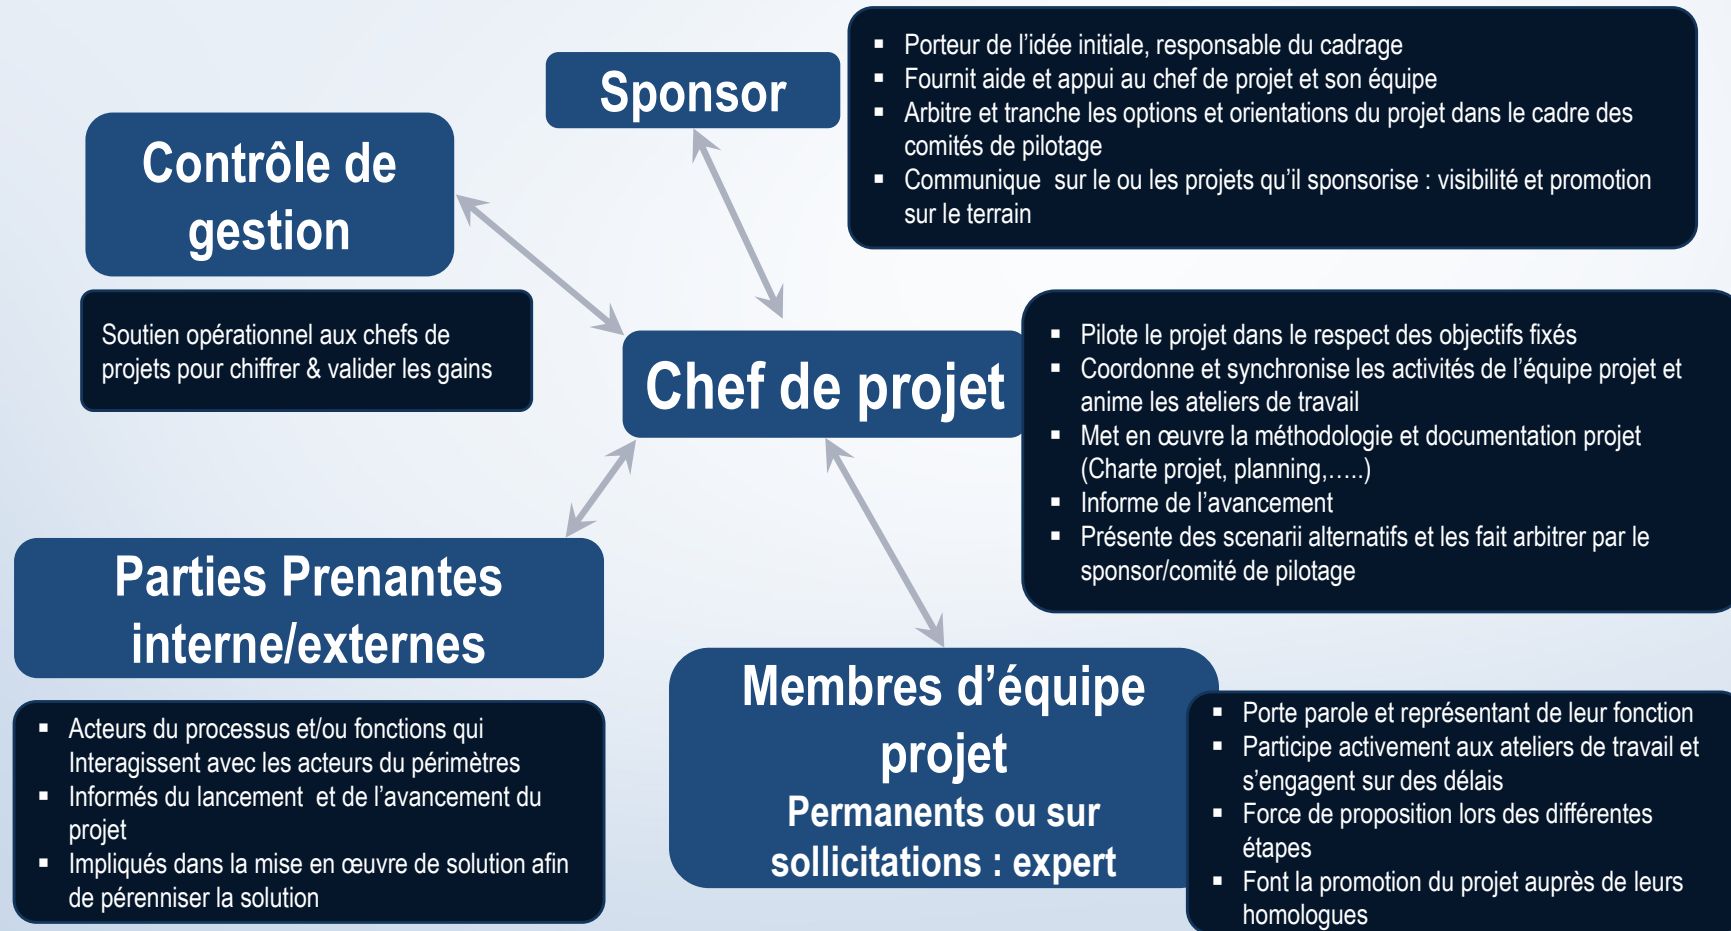 Sponsor
▪ Porteur de l’idée initiale, responsable du cadrage
▪ Fournit aide et appui au chef de projet et son équipe
▪ Arbitre et tranche les options et orientations du projet dans le cadre des
comités de pilotage
▪ Communique  sur le ou les projets qu’il sponsorise : visibilité et promotion
sur le terrain
Contrôle de
gestion
Soutien opérationnel aux chefs de
projets pour chiffrer & valider les gains
Chef de projet
▪ Pilote le projet dans le respect des objectifs fixés
▪ Coordonne et synchronise les activités de l’équipe projet et
anime les ateliers de travail
▪ Met en œuvre la méthodologie et documentation projet
(Charte projet, planning,…..)
▪ Informe de l’avancement
▪ Présente des scenarii alternatifs et les fait arbitrer par le
sponsor/comité de pilotage
Parties Prenantes
interne/externes
▪ Acteurs du processus et/ou fonctions qui
Interagissent avec les acteurs du périmètres
▪ Informés du lancement  et de l’avancement du
projet
▪ Impliqués dans la mise en œuvre de solution afin
de pérenniser la solution
Membres d’équipe
projet
Permanents ou sur
sollicitations : expert
▪ Porte parole et représentant de leur fonction
▪ Participe activement aux ateliers de travail et
s’engagent sur des délais
▪ Force de proposition lors des différentes
étapes
▪ Font la promotion du projet auprès de leurs
homologues